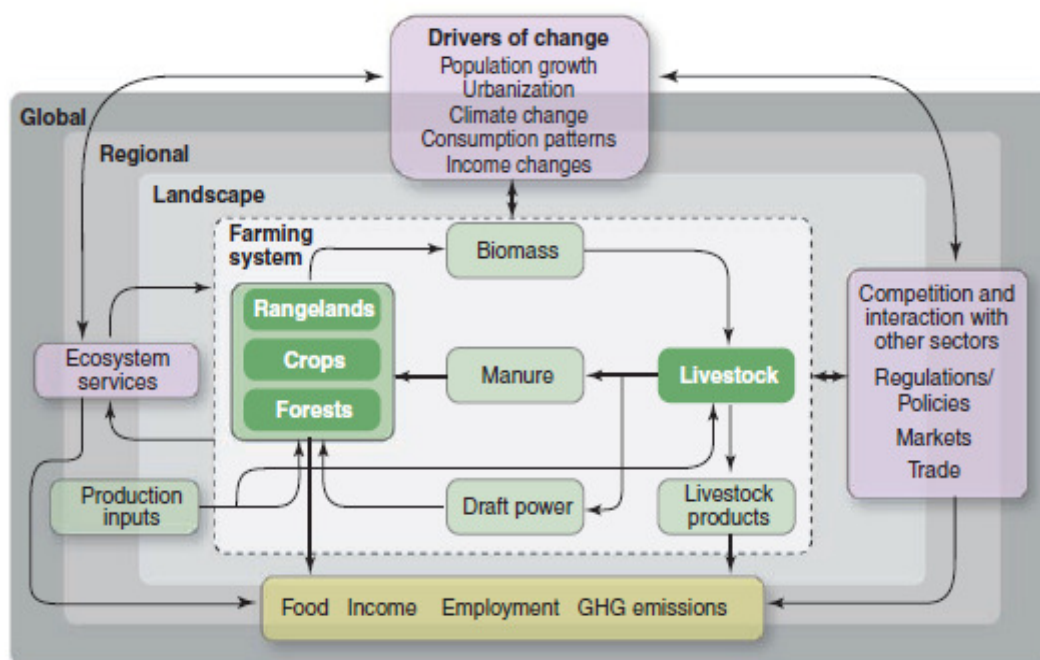 Drivers of change
Population growth
Urbanization
Climate change
Consumption patterns
Income changes
Global
Regional
Landscape
Farming
system
Biomass
Rangelands
Crops
Forests
Manure
Livestock
Ecosystem
services
Competition and
interaction with
other sectors
Regulations/
Policies
Markets
Trade
Production
inputs
Draft power
Livestock
products
Food Income Employment GHG emissions